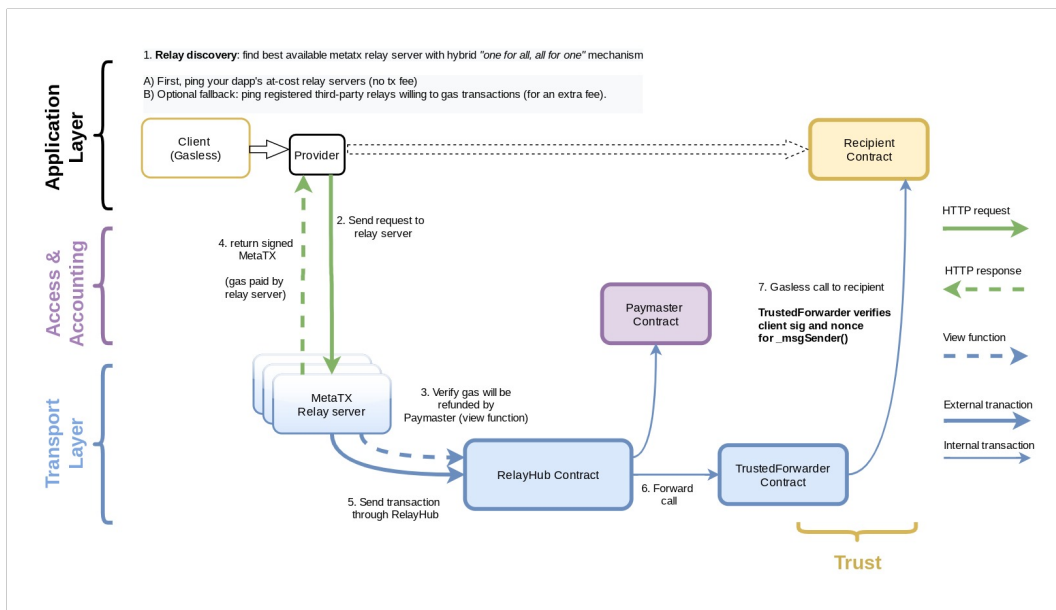 1. Relay discovery: find best available metatx relay server with hybrid "one for all, all for one" mechanism
A) First, ping your dapp's at-cost relay servers (no tx fee)
B) Optional fallback: ping registered third-party relays willing to gas transactions (for an extra fee).
Application
Layer
Client
(Gasless)
Provider
Recipient
Contract
2. Send request to
relay server
4. return signed
MetaTX
(gas paid by
relay server)
HTTP request
HTTP response
View function
External tranaction
Internal transaction
Access &
Accounting
Paymaster
Contract
7. Gasless call to recipient
TrustedForwarder verifies
client sig and nonce
for _msgSender()
Transport
Layer
MetaTX
Relay server
3. Verify gas will be
refunded by
Paymaster (view function)
RelayHub Contract
TrustedForwarder
Contract
5. Send transaction
through RelayHub
6. Forward
call
Trust